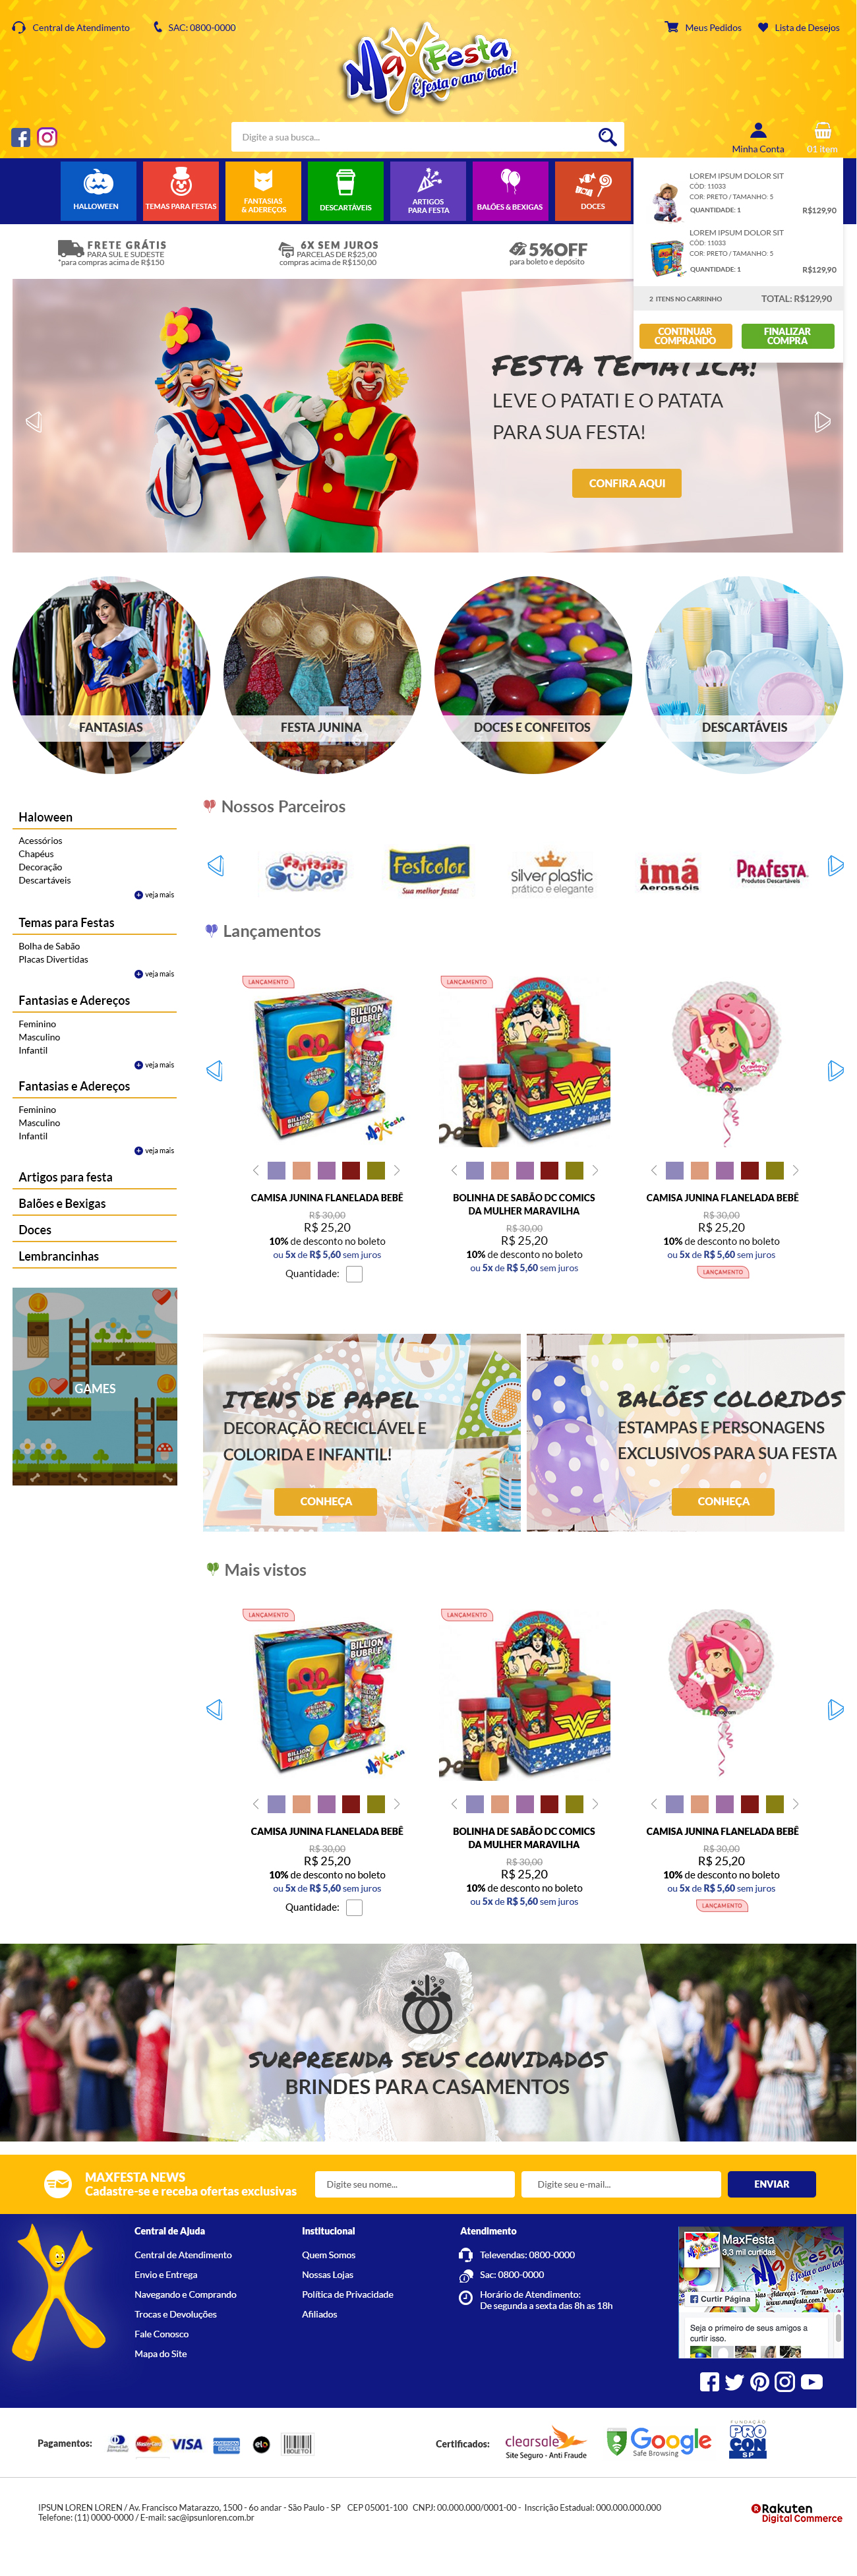 Central de Atendimento
SAC: 0800-0000
Meus Pedidos
Lista de Desejos
MaxFesta
É festa o ano todo!
Digite a sua busca...
Minha Conta
01 Item
HALLOWEEN
TEMAS PARA FESTAS
FANTASIAS
& ADEREÇOS
DESCARTÁVEIS
ARTIGOS
PARA FESTA
BALÕES & BEXIGAS
DOCES
LOREM IPSUM DOLOR SIT
CÓD: 11033
COR: PRETO / TAMANHO: 5
QUANTIDADE: 1
R$129,90
LOREM IPSUM DOLOR SIT
CÓD: 11033
COR: PRETO / TAMANHO: 5
QUANTIDADE: 1
R$129,90
2 ITENS NO CARRINHO
TOTAL: R$129,90
CONTINUAR
COMPRANDO
FINALIZAR
COMPRA
FRETE GRÁTIS
PARA SUL E SUDESTE
*para compras acima de R$150
6X SEM JUROS
PARCELAS DE R$25,00
compras acima de R$150,00
5%OFF
para boleto e depósito
FESTA TEMÁTICA!
LEVE O PATATI E O PATATA
PARA SUA FESTA!
CONFIRA AQUI
FANTASIAS
FESTA JUNINA
DOCES E CONFEITOS
DESCARTÁVEIS
Haloween
Acessórios
Chapéus
Decoração
Descartáveis
veja mais
Temas para Festas
Bolha de Sabão
Placas Divertidas
veja mais
Fantasias e Adereços
Feminino
Masculino
Infantil
veja mais
Fantasias e Adereços
Feminino
Masculino
Infantil
veja mais
Artigos para festa
Balões e Bexigas
Doces
Lembrancinhas
GAMES
Nossos Parceiros
Fantasias
Super
Festcolor
Sua melhor festa!
silver plastic
prático e elegante
imã
Aerossóis
PRAFESTA
Produtos Descartáveis
Lançamentos
LANÇAMENTO
BILLION
BUBBLE
MaxFesta
CAMISA JUNINA FLANELADA BEBÊ
R$ 30,00
R$ 25,20
10% de desconto no boleto
ou 5x de R$ 5,60 sem juros
Quantidade:
LANÇAMENTO
BOLINHA DE SABÃO DC COMICS
DA MULHER MARAVILHA
R$ 30,00
R$ 25,20
10% de desconto no boleto
ou 5x de R$ 5,60 sem juros
CAMISA JUNINA FLANELADA BEBÊ
R$ 30,00
R$ 25,20
10% de desconto no boleto
ou 5x de R$ 5,60 sem juros
LANÇAMENTO
ITENS DE PAPEL
DECORAÇÃO RECICLÁVEL E
COLORIDA E INFANTIL!
CONHEÇA
BALÕES COLORIDOS
ESTAMPAS E PERSONAGENS
EXCLUSIVOS PARA SUA FESTA
CONHEÇA
Mais vistos
LANÇAMENTO
BILLION
BUBBLE
MaxFesta
CAMISA JUNINA FLANELADA BEBÊ
R$ 30,00
R$ 25,20
10% de desconto no boleto
ou 5x de R$ 5,60 sem juros
Quantidade:
LANÇAMENTO
BOLINHA DE SABÃO DC COMICS
DA MULHER MARAVILHA
R$ 30,00
R$ 25,20
10% de desconto no boleto
ou 5x de R$ 5,60 sem juros
CAMISA JUNINA FLANELADA BEBÊ
R$ 30,00
R$ 25,20
10% de desconto no boleto
ou 5x de R$ 5,60 sem juros
LANÇAMENTO
SURPREENDA SEUS CONVIDADOS
BRINDES PARA CASAMENTOS
MAXFESTA NEWS
Cadastre-se e receba ofertas exclusivas
Digite seu nome...
Digite seu e-mail...
ENVIAR
Central de Ajuda
Central de Atendimento
Envio e Entrega
Navegando e Comprando
Trocas e Devoluções
Fale Conosco
Mapa do Site
Institucional
Quem Somos
Nossas Lojas
Política de Privacidade
Afiliados
Atendimento
Televendas: 0800-0000
Sac: 0800-0000
Horário de Atendimento:
De segunda a sexta das 8h as 18h
MaxFesta
3,3 mil curtidas
Curtir Página
Seja o primeiro de seus amigos a
curtir isso.
Pagamentos:
Diners Club
International
MasterCard
VISA
AMERICAN
EXPRESS
elo
BOLETO
Certificados:
clearsale
Site Seguro - Anti Fraude
Google
Safe Browsing
FUNDAÇÃO
PROCON
SP
IPSUN LOREN LOREN / Av. Francisco Matarazzo, 1500 - 6o andar - São Paulo - SP CEP 05001-100 CNPJ: 00.000.000/0001-00 - Inscrição Estadual: 000.000.000.000
Telefone: (11) 0000-0000 / E-mail: sac@ipsunloren.com.br
Rakuten
Digital Commerce